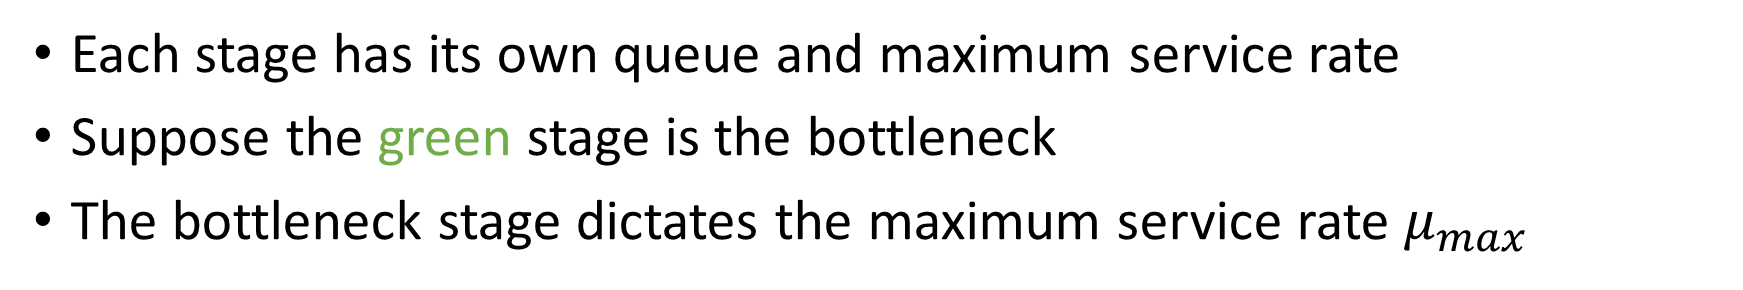 • Each stage has its own queue and maximum service rate
• Suppose the green stage is the bottleneck
• The bottleneck stage dictates the maximum service rate μ_max